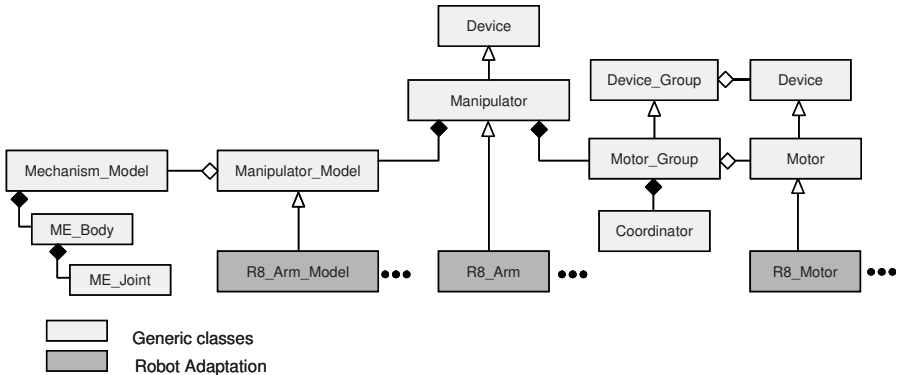 Device
Device_Group
Device
Manipulator
Mechanism_Model
Manipulator_Model
Motor_Group
Motor
ME_Body
Coordinator
ME_Joint
R8_Arm_Model
R8_Arm
R8_Motor
Generic classes
Robot Adaptation